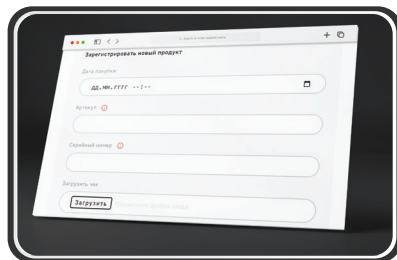 Зарегистрировать новый продукт
Дата покупки
дд.мм.гггг --:--
Артикул
Серийный номер
Загрузить чек
Загрузить